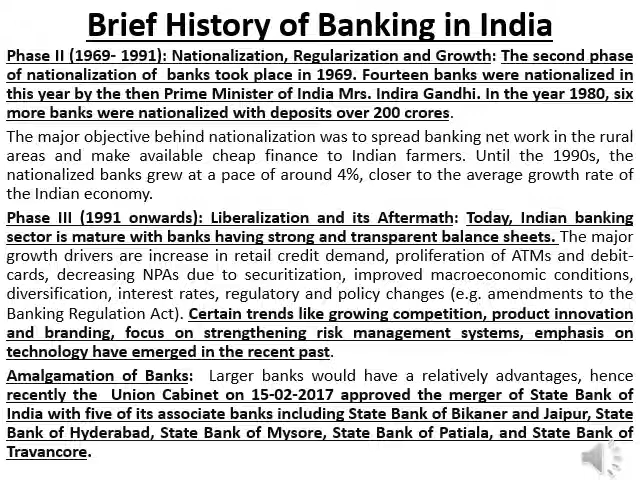 Brief History of Banking in India
Phase II (1969- 1991): Nationalization, Regularization and Growth: The second phase
of nationalization of banks took place in 1969. Fourteen banks were nationalized in
this year by the then Prime Minister of India Mrs. Indira Gandhi. In the year 1980, six
more banks were nationalized with deposits over 200 crores.
The major objective behind nationalization was to spread banking net work in the rural
areas and make available cheap finance to Indian farmers. Until the 1990s, the
nationalized banks grew at a pace of around 4%, closer to the average growth rate of
the Indian economy.
Phase III (1991 onwards): Liberalization and its Aftermath: Today, Indian banking
sector is mature with banks having strong and transparent balance sheets. The major
growth drivers are increase in retail credit demand, proliferation of ATMs and debit-
cards, decreasing NPAs due to securitization, improved macroeconomic conditions,
diversification, interest rates, regulatory and policy changes (e.g. amendments to the
Banking Regulation Act). Certain trends like growing competition, product innovation
and branding, focus on strengthening risk management systems, emphasis on
technology have emerged in the recent past.
Amalgamation of Banks: Larger banks would have a relatively advantages, hence
recently the Union Cabinet on 15-02-2017 approved the merger of State Bank of
India with five of its associate banks including State Bank of Bikaner and Jaipur, State
Bank of Hyderabad, State Bank of Mysore, State Bank of Patiala, and State Bank of
Travancore.